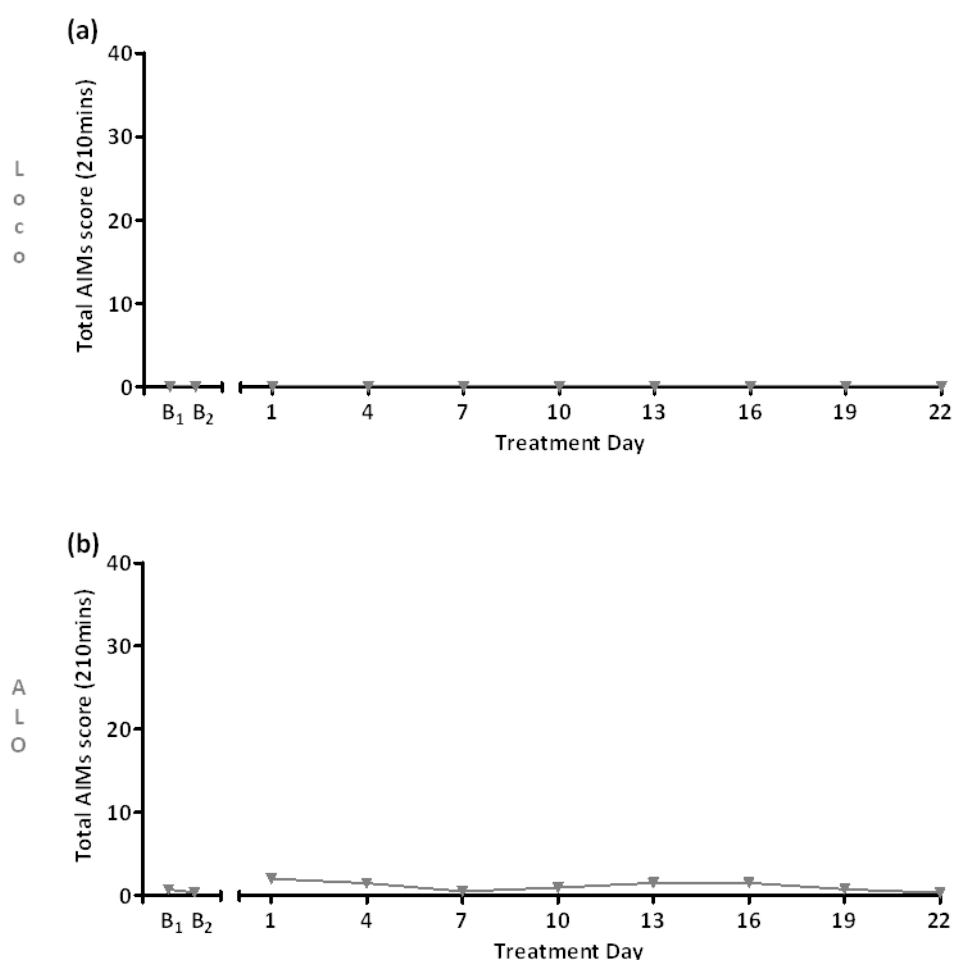 (a)
Loco
Total AIMs score (210mins)
40
30
20
10
0
B1 B2 1 4 7 10 13 16 19 22
Treatment Day
(b)
ALO
Total AIMs score (210mins)
40
30
20
10
0
B1 B2 1 4 7 10 13 16 19 22
Treatment Day